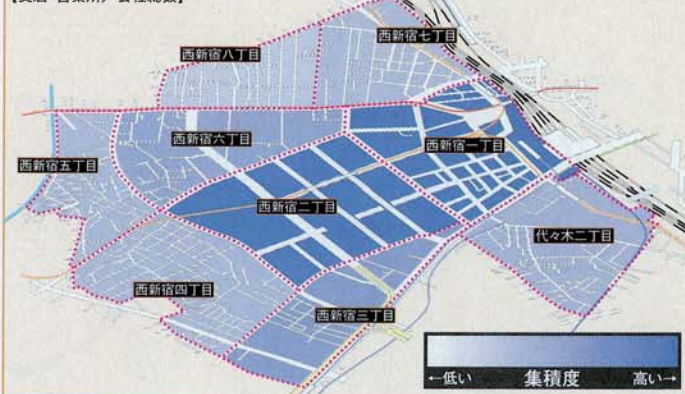 西新宿七丁目
西新宿八丁目
西新宿六丁目
西新宿一丁目
西新宿五丁目
西新宿二丁目
代々木二丁目
西新宿四丁目
西新宿三丁目
←低い 集積度 高い→